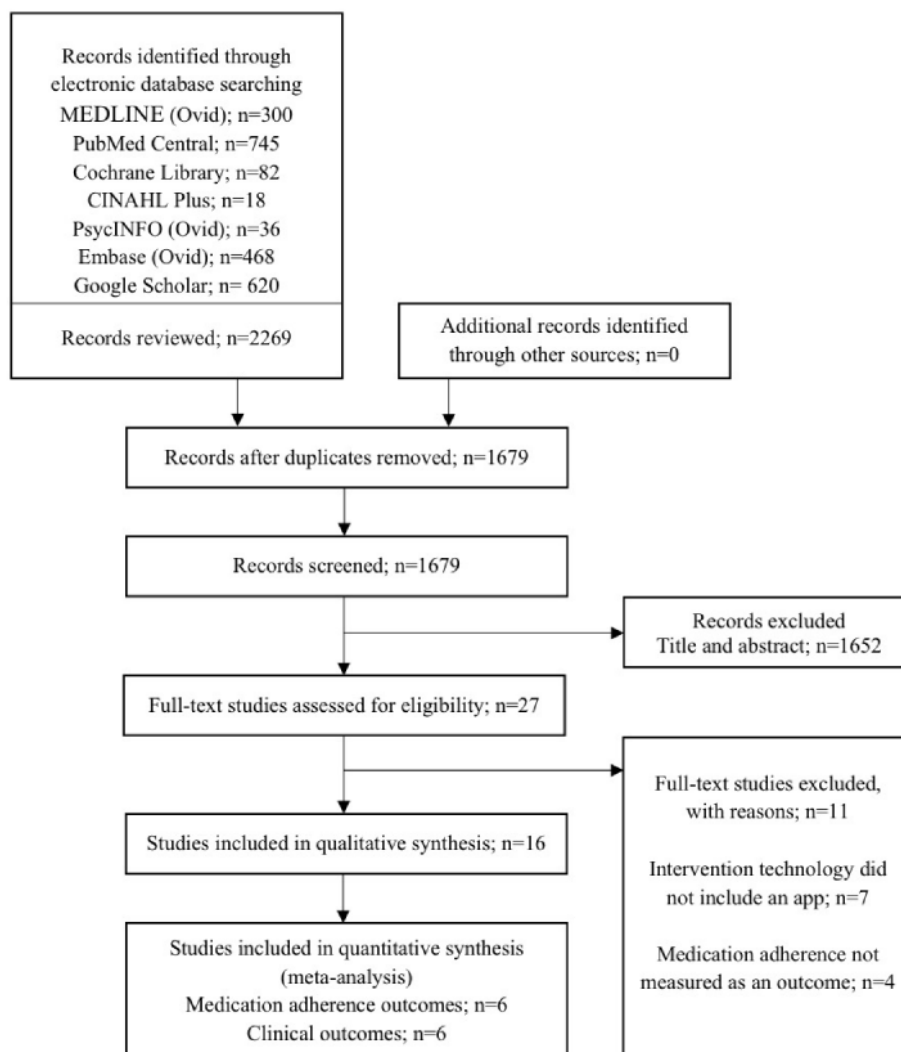 Records identified through
electronic database searching
MEDLINE (Ovid); n=300
PubMed Central; n=745
Cochrane Library; n=82
CINAHL Plus; n=18
PsycINFO (Ovid); n=36
Embase (Ovid); n=468
Google Scholar; n= 620
Records reviewed; n=2269
Additional records identified
through other sources; n=0
Records after duplicates removed; n=1679
Records screened; n=1679
Records excluded
Title and abstract; n=1652
Full-text studies assessed for eligibility; n=27
Full-text studies excluded,
with reasons; n=11
Intervention technology did
not include an app; n=7
Medication adherence not
measured as an outcome; n=4
Studies included in qualitative synthesis; n=16
Studies included in quantitative synthesis
(meta-analysis)
Medication adherence outcomes; n=6
Clinical outcomes; n=6